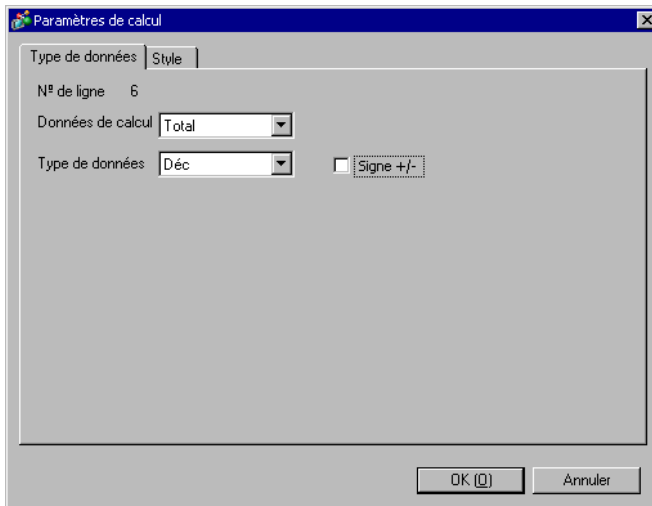 Paramètres de calcul
Type de données Style
Nº de ligne 6
Données de calcul Total
Type de données Déc Signe +/-
OK (O) Annuler